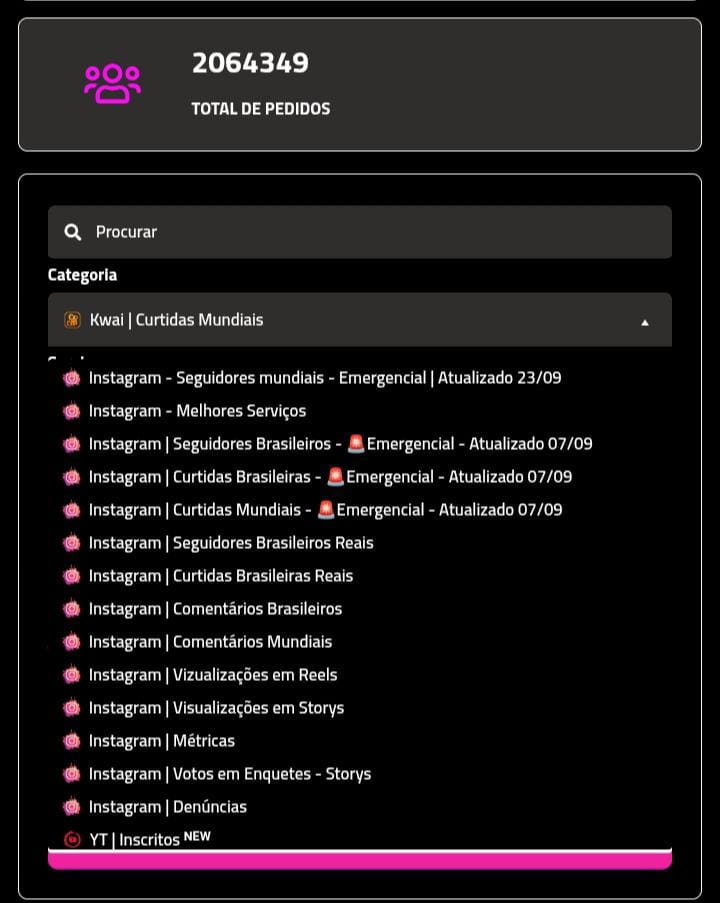 2064349
TOTAL DE PEDIDOS
Procurar
Categoria
Kwai | Curtidas Mundiais
Instagram - Seguidores mundiais - Emergencial | Atualizado 23/09
Instagram - Melhores Serviços
Instagram | Seguidores Brasileiros - 🚨Emergencial - Atualizado 07/09
Instagram | Curtidas Brasileiras - 🚨Emergencial - Atualizado 07/09
Instagram | Curtidas Mundiais - 🚨Emergencial - Atualizado 07/09
Instagram | Seguidores Brasileiros Reais
Instagram | Curtidas Brasileiras Reais
Instagram | Comentários Brasileiros
Instagram | Comentários Mundiais
Instagram | Vizualizações em Reels
Instagram | Visualizações em Storys
Instagram | Métricas
Instagram | Votos em Enquetes - Storys
Instagram | Denúncias
YT | Inscritos NEW